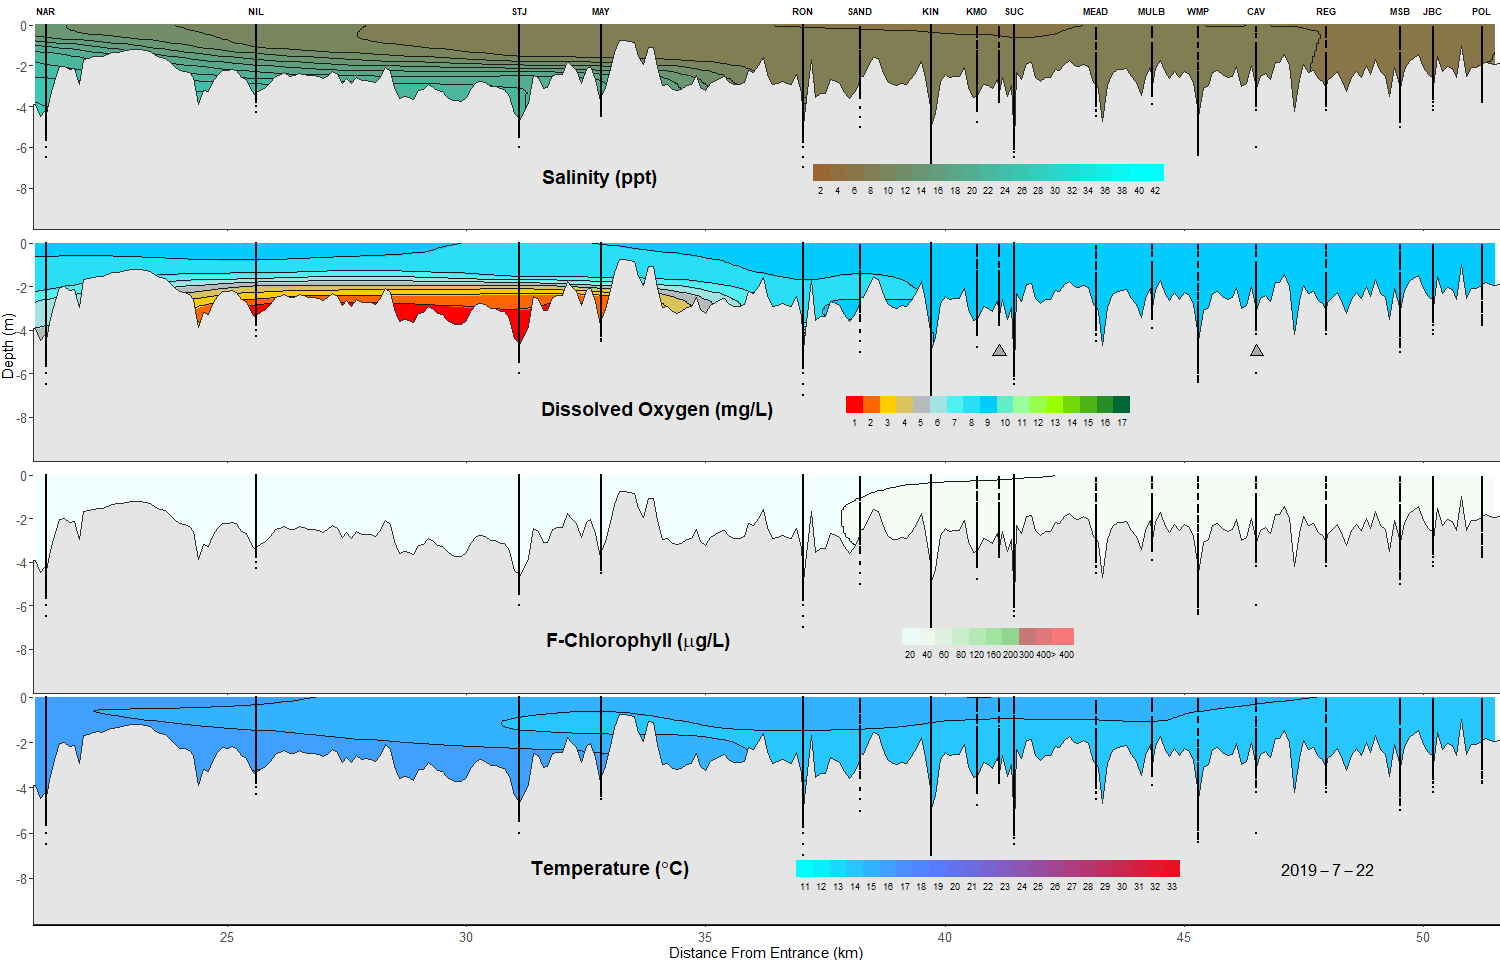 NAR NIL STJ MAY RON SAND KIN KMO SUC MEAD MULB WMP CAV REG MSB JBC POL
0
-2
-4
-6
-8
Salinity (ppt)
2 4 6 8 10 12 14 16 18 20 22 24 26 28 30 32 34 36 38 40 42
0
-2
-4
-6
-8
Dissolved Oxygen (mg/L)
1 2 3 4 5 6 7 8 9 10 11 12 13 14 15 16 17
Depth (m)
0
-2
-4
-6
-8
F-Chlorophyll (μg/L)
20 40 60 80 120 160 200 300 400> 400
0
-2
-4
-6
-8
Temperature (°C)
11 12 13 14 15 16 17 18 19 20 21 22 23 24 25 26 27 28 29 30 31 32 33
2019 – 7 – 22
25 30 35 40 45 50
Distance From Entrance (km)